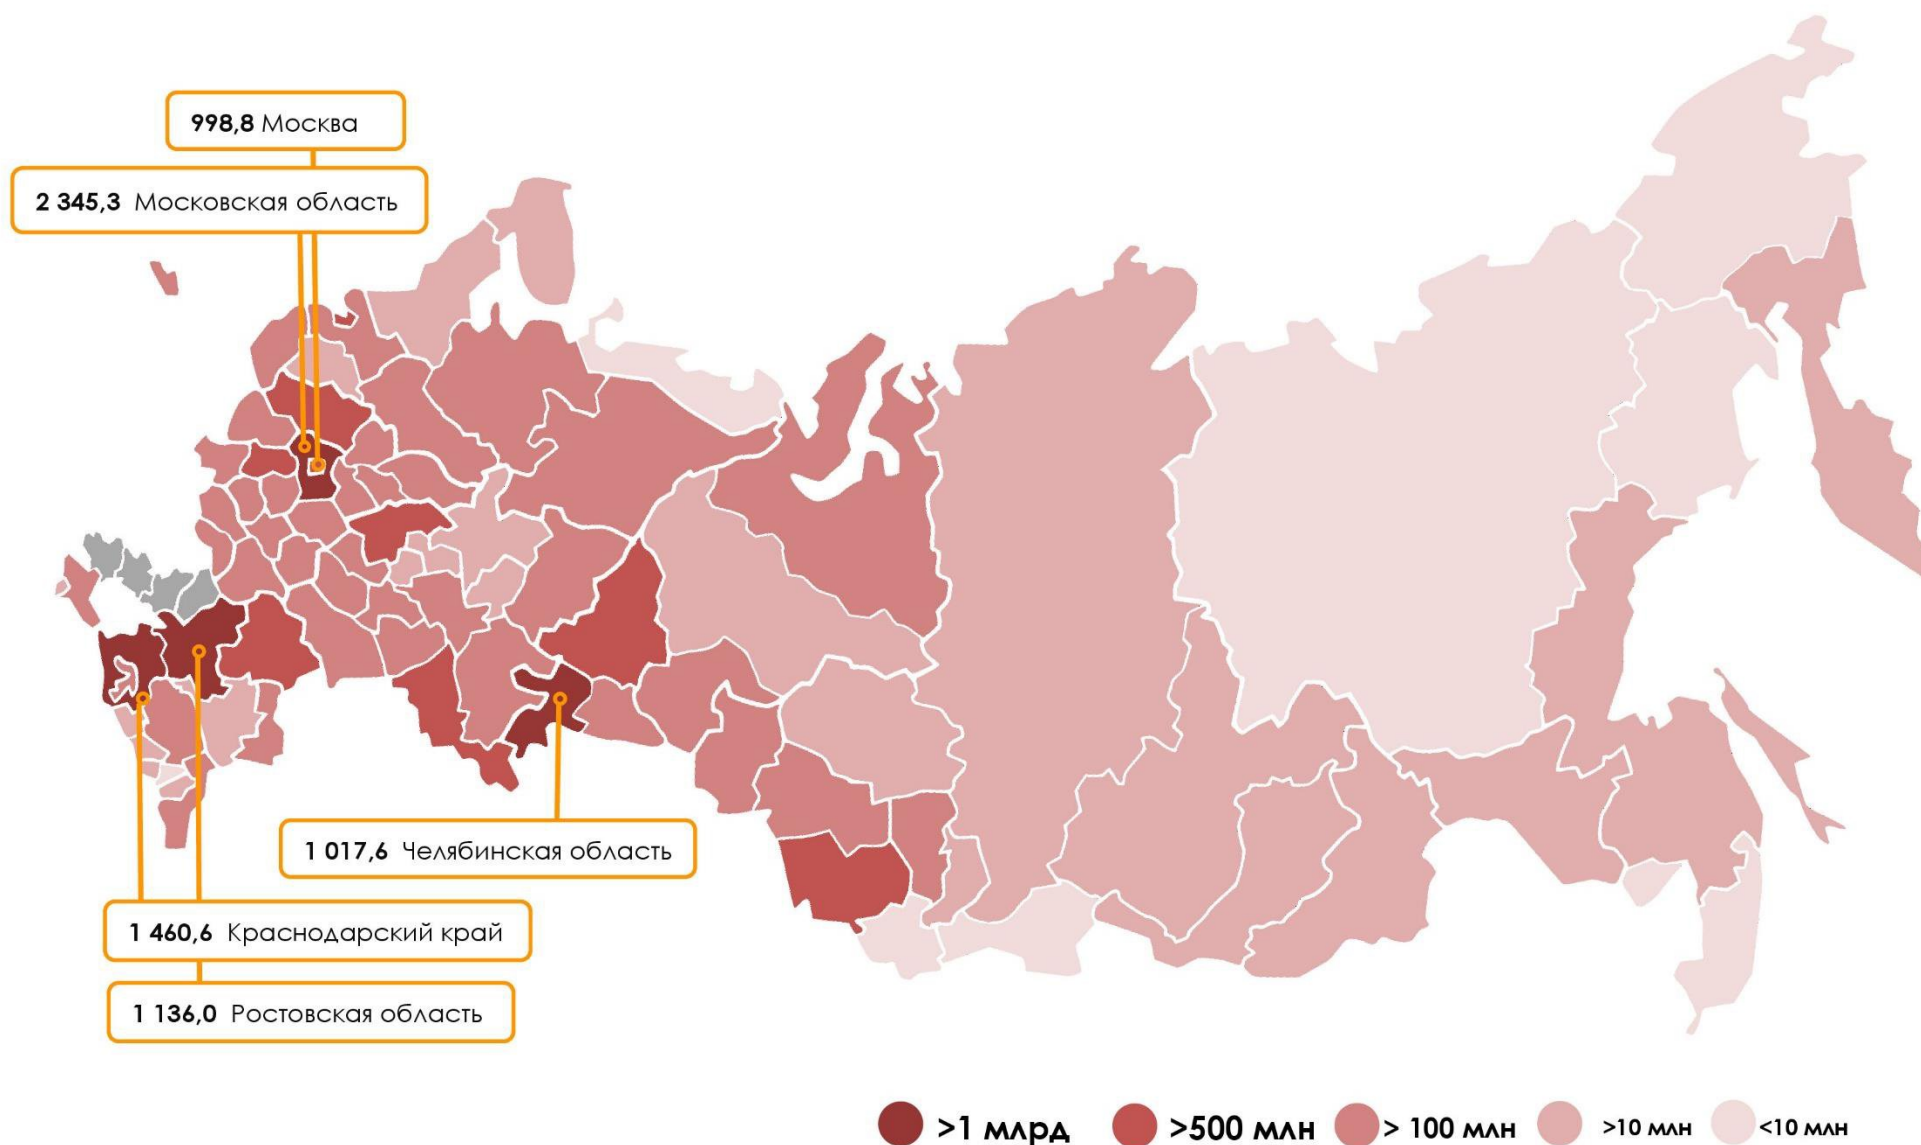 998,8 Москва
2 345,3 Московская область
1 017,6 Челябинская область
1 460,6 Краснодарский край
1 136,0 Ростовская область
>1 млрд >500 млн > 100 млн >10 млн <10 млн